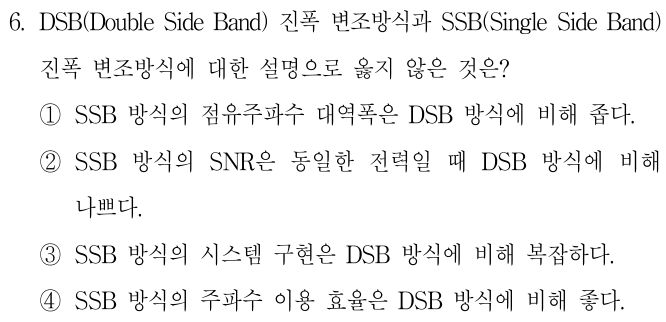 6. DSB(Double Side Band) 진폭 변조방식과 SSB(Single Side Band)
진폭 변조방식에 대한 설명으로 옳지 않은 것은?
① SSB 방식의 점유주파수 대역폭은 DSB 방식에 비해 좁다.
② SSB 방식의 SNR은 동일한 전력일 때 DSB 방식에 비해
나쁘다.
③ SSB 방식의 시스템 구현은 DSB 방식에 비해 복잡하다.
④ SSB 방식의 주파수 이용 효율은 DSB 방식에 비해 좋다.